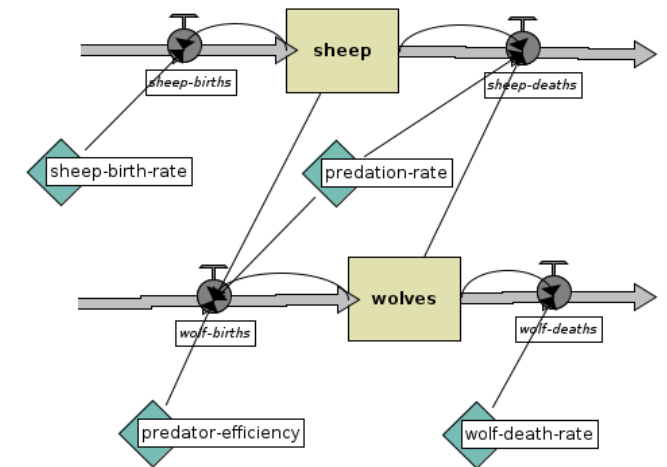 sheep
sheep-births
sheep-deaths
sheep-birth-rate
predation-rate
wolves
wolf-births
wolf-deaths
predator-efficiency
wolf-death-rate